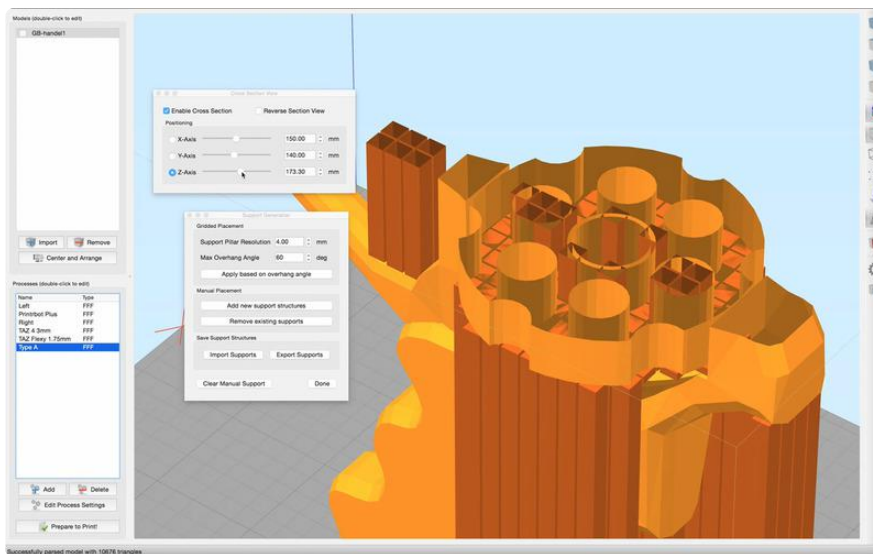 Models (double-click to edit)
GB-handel1
Import
Remove
Center and Arrange
Processes (double-click to edit)
Name Type
Left FFF
Printrbot Plus FFF
Right FFF
TAZ 4 3mm FFF
TAZ Flexy 1.75mm FFF
Type A FFF
Add
Delete
Edit Process Settings
Prepare to Print!
Successfully parsed model with 10678 triangles
Cross Section View
Enable Cross Section
Reverse Section View
Positioning
X-Axis 150.00 mm
Y-Axis 140.00 mm
Z-Axis 173.30 mm
Support Generation
Gridded Placement
Support Pillar Resolution 4.00 mm
Max Overhang Angle 60 deg
Apply based on overhang angle
Manual Placement
Add new support structures
Remove existing supports
Save Support Structures
Import Supports
Export Supports
Clear Manual Support
Done